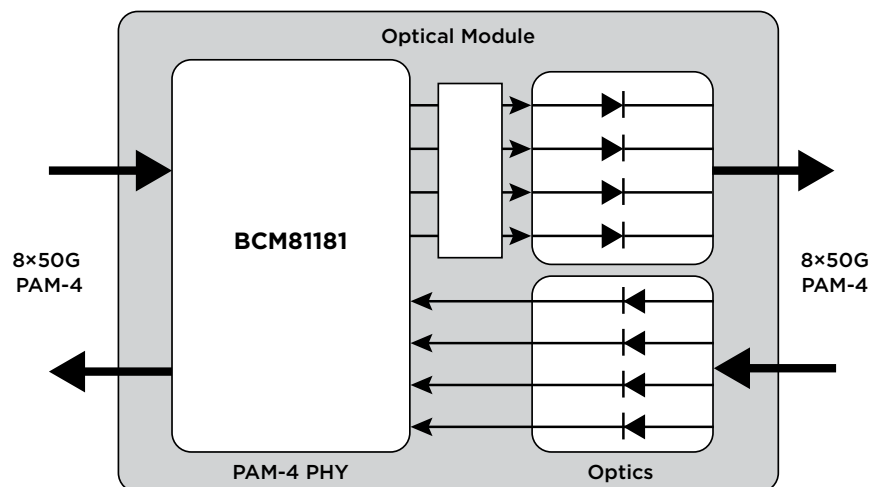 Optical Module
BCM81181
8×50G
PAM-4
8×50G
PAM-4
PAM-4 PHY
Optics